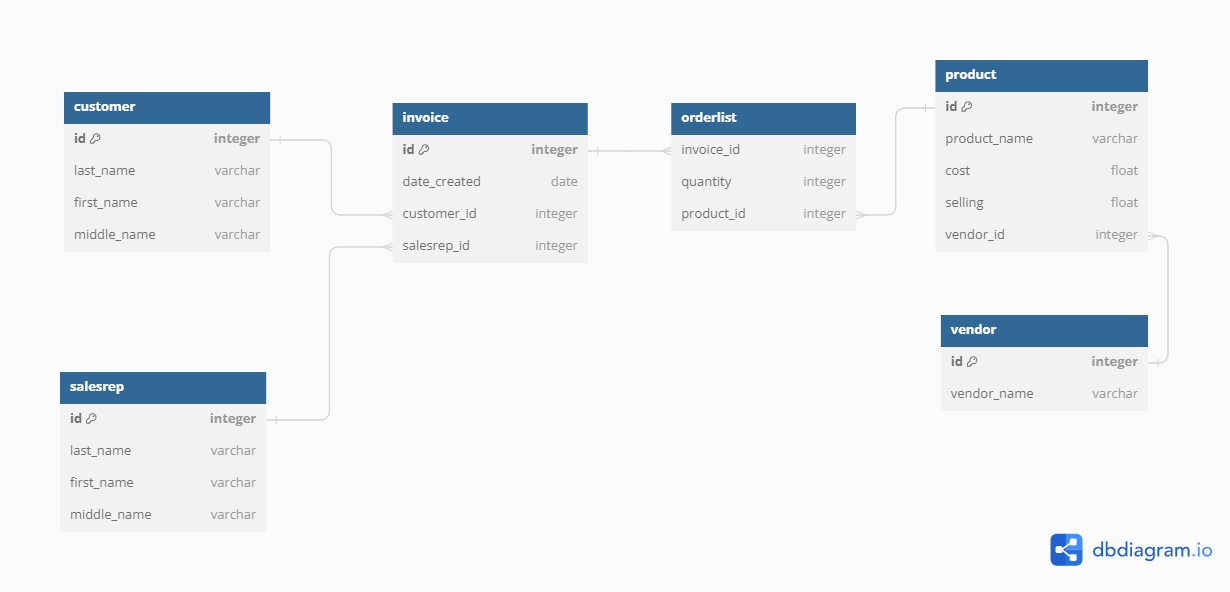 customer
id integer
last_name varchar
first_name varchar
middle_name varchar
invoice
id integer
date_created date
customer_id integer
salesrep_id integer
orderlist
invoice_id integer
quantity integer
product_id integer
product
id integer
product_name varchar
cost float
selling float
vendor_id integer
salesrep
id integer
last_name varchar
first_name varchar
middle_name varchar
vendor
id integer
vendor_name varchar
dbdiagram.io